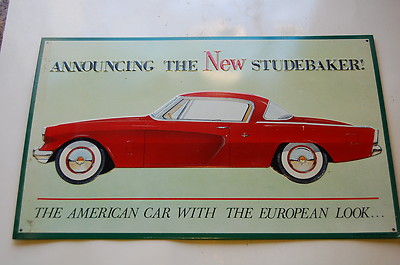 ANNOUNCING THE New STUDEBAKER!
THE AMERICAN CAR WITH THE EUROPEAN LOOK...